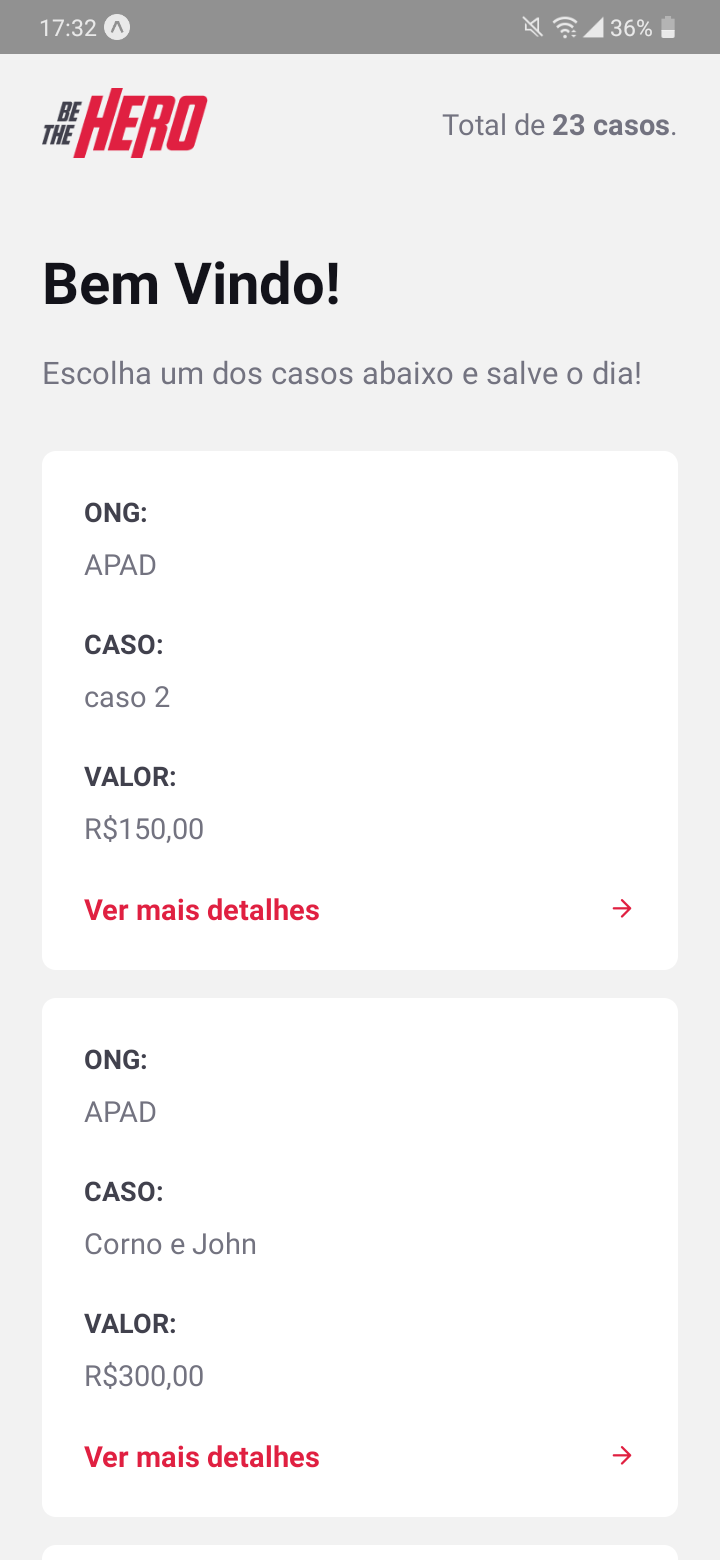 17:32
36%
BE THE HERO
Total de 23 casos.
Bem Vindo!
Escolha um dos casos abaixo e salve o dia!
ONG:
APAD
CASO:
caso 2
VALOR:
R$150,00
Ver mais detalhes
ONG:
APAD
CASO:
Corno e John
VALOR:
R$300,00
Ver mais detalhes